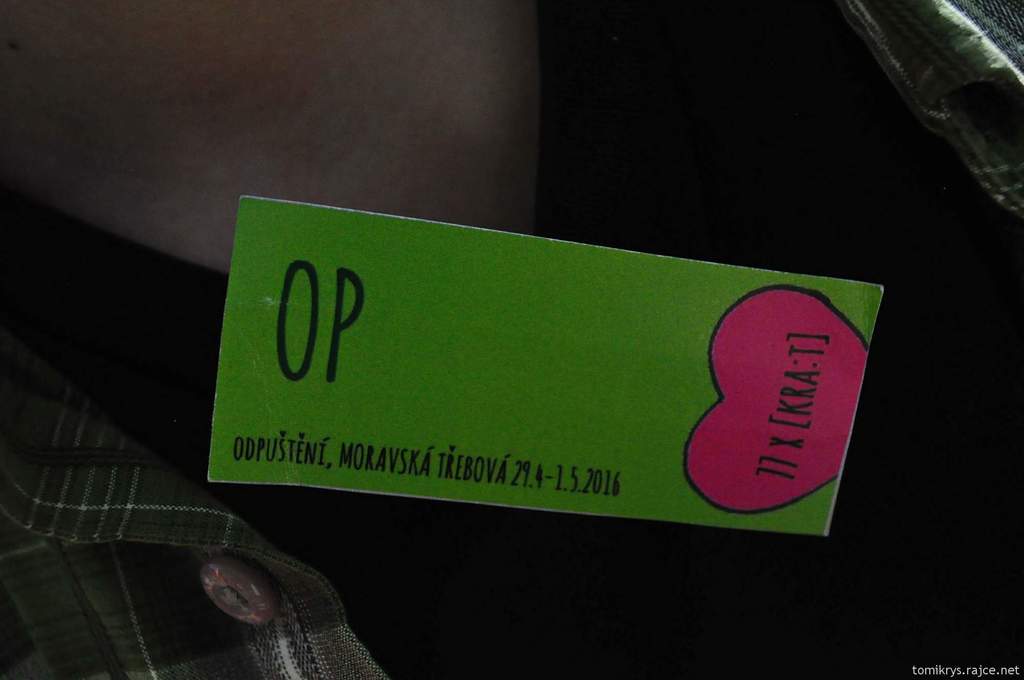 OP
ODPUŠTĚNÍ, MORAVSKÁ TŘEBOVÁ 29.4-1.5.2016
77 X [KRA:T]
tomikrys.rajce.net